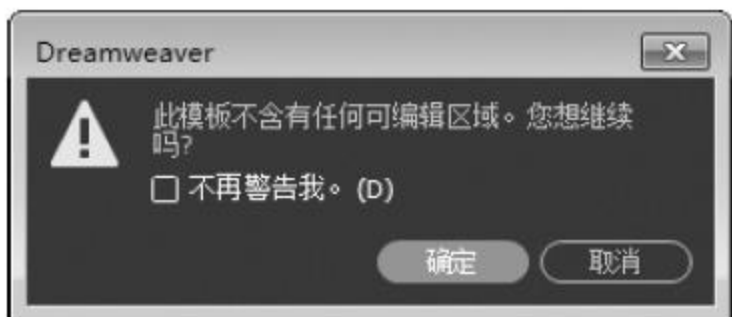 Dreamweaver
此模板不含有任何可编辑区域。您想继续
吗?
不再警告我。(D)
确定
取消